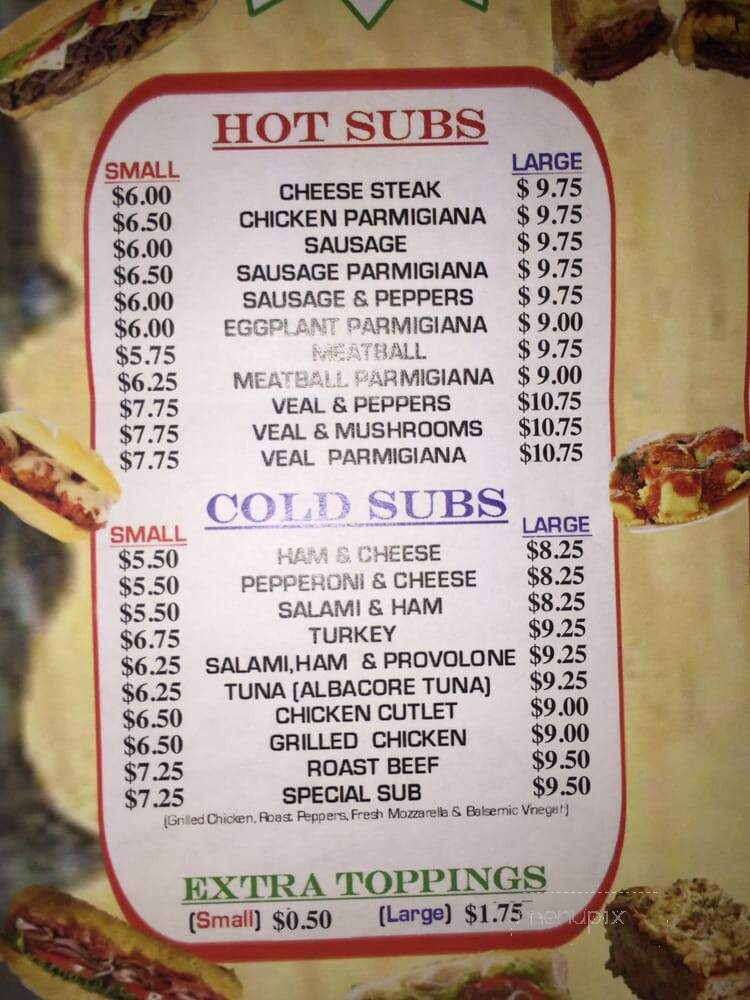 HOT SUBS
SMALL LARGE
$6.00 CHEESE STEAK $ 9.75
$6.50 CHICKEN PARMIGIANA $ 9.75
$6.00 SAUSAGE $ 9.75
$6.50 SAUSAGE PARMIGIANA $ 9.75
$6.00 SAUSAGE & PEPPERS $ 9.75
$6.00 EGGPLANT PARMIGIANA $ 9.00
$5.75 MEATBALL $ 9.75
$6.25 MEATBALL PARMIGIANA $ 9.00
$7.75 VEAL & PEPPERS $10.75
$7.75 VEAL & MUSHROOMS $10.75
$7.75 VEAL PARMIGIANA $10.75
COLD SUBS
SMALL LARGE
$5.50 HAM & CHEESE $8.25
$5.50 PEPPERONI & CHEESE $8.25
$5.50 SALAMI & HAM $8.25
$6.75 TURKEY $9.25
$6.25 SALAMI,HAM & PROVOLONE $9.25
$6.25 TUNA (ALBACORE TUNA) $9.25
$6.50 CHICKEN CUTLET $9.00
$6.50 GRILLED CHICKEN $9.00
$7.25 ROAST BEEF $9.50
$7.25 SPECIAL SUB $9.50
(Grilled Chicken, Roast Peppers, Fresh Mozzarella & Balsemic Vinegat)
EXTRA TOPPINGS
(Small) $0.50 (Large) $1.75
menupix